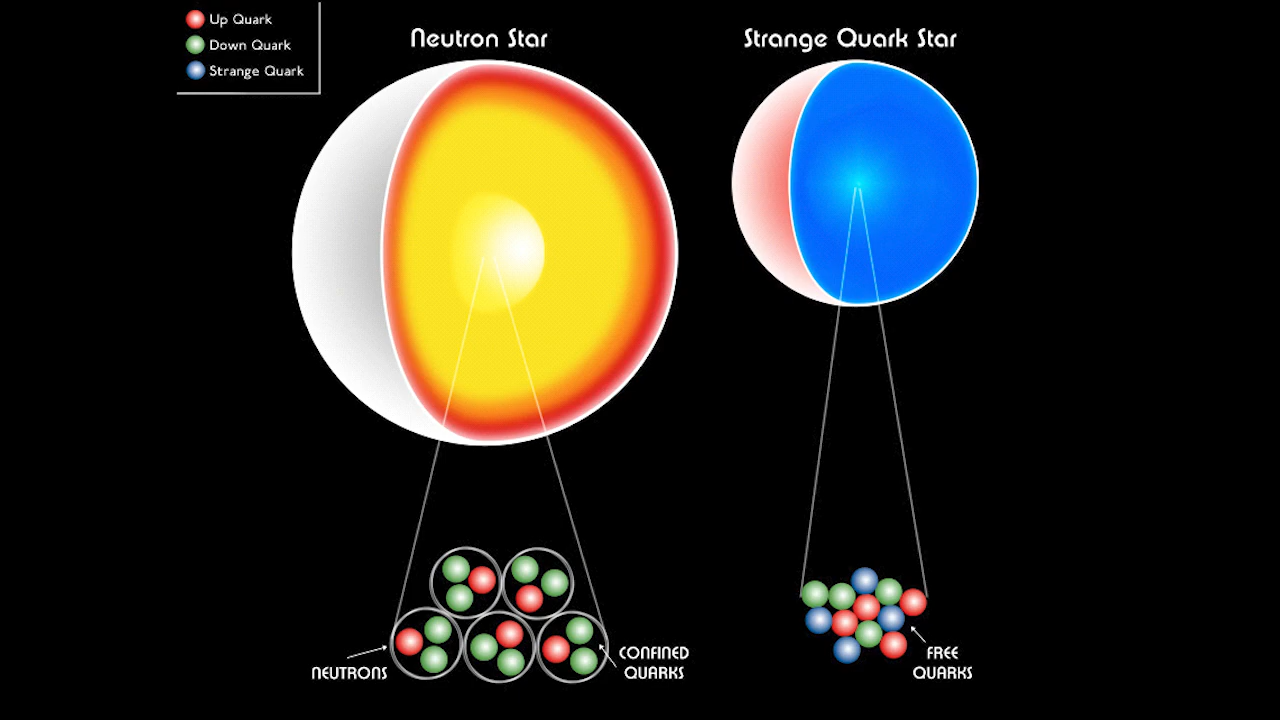 Up Quark
Down Quark
Strange Quark
Neutron Star
Strange Quark Star
NEUTRONS
CONFINED
QUARKS
FREE
QUARKS